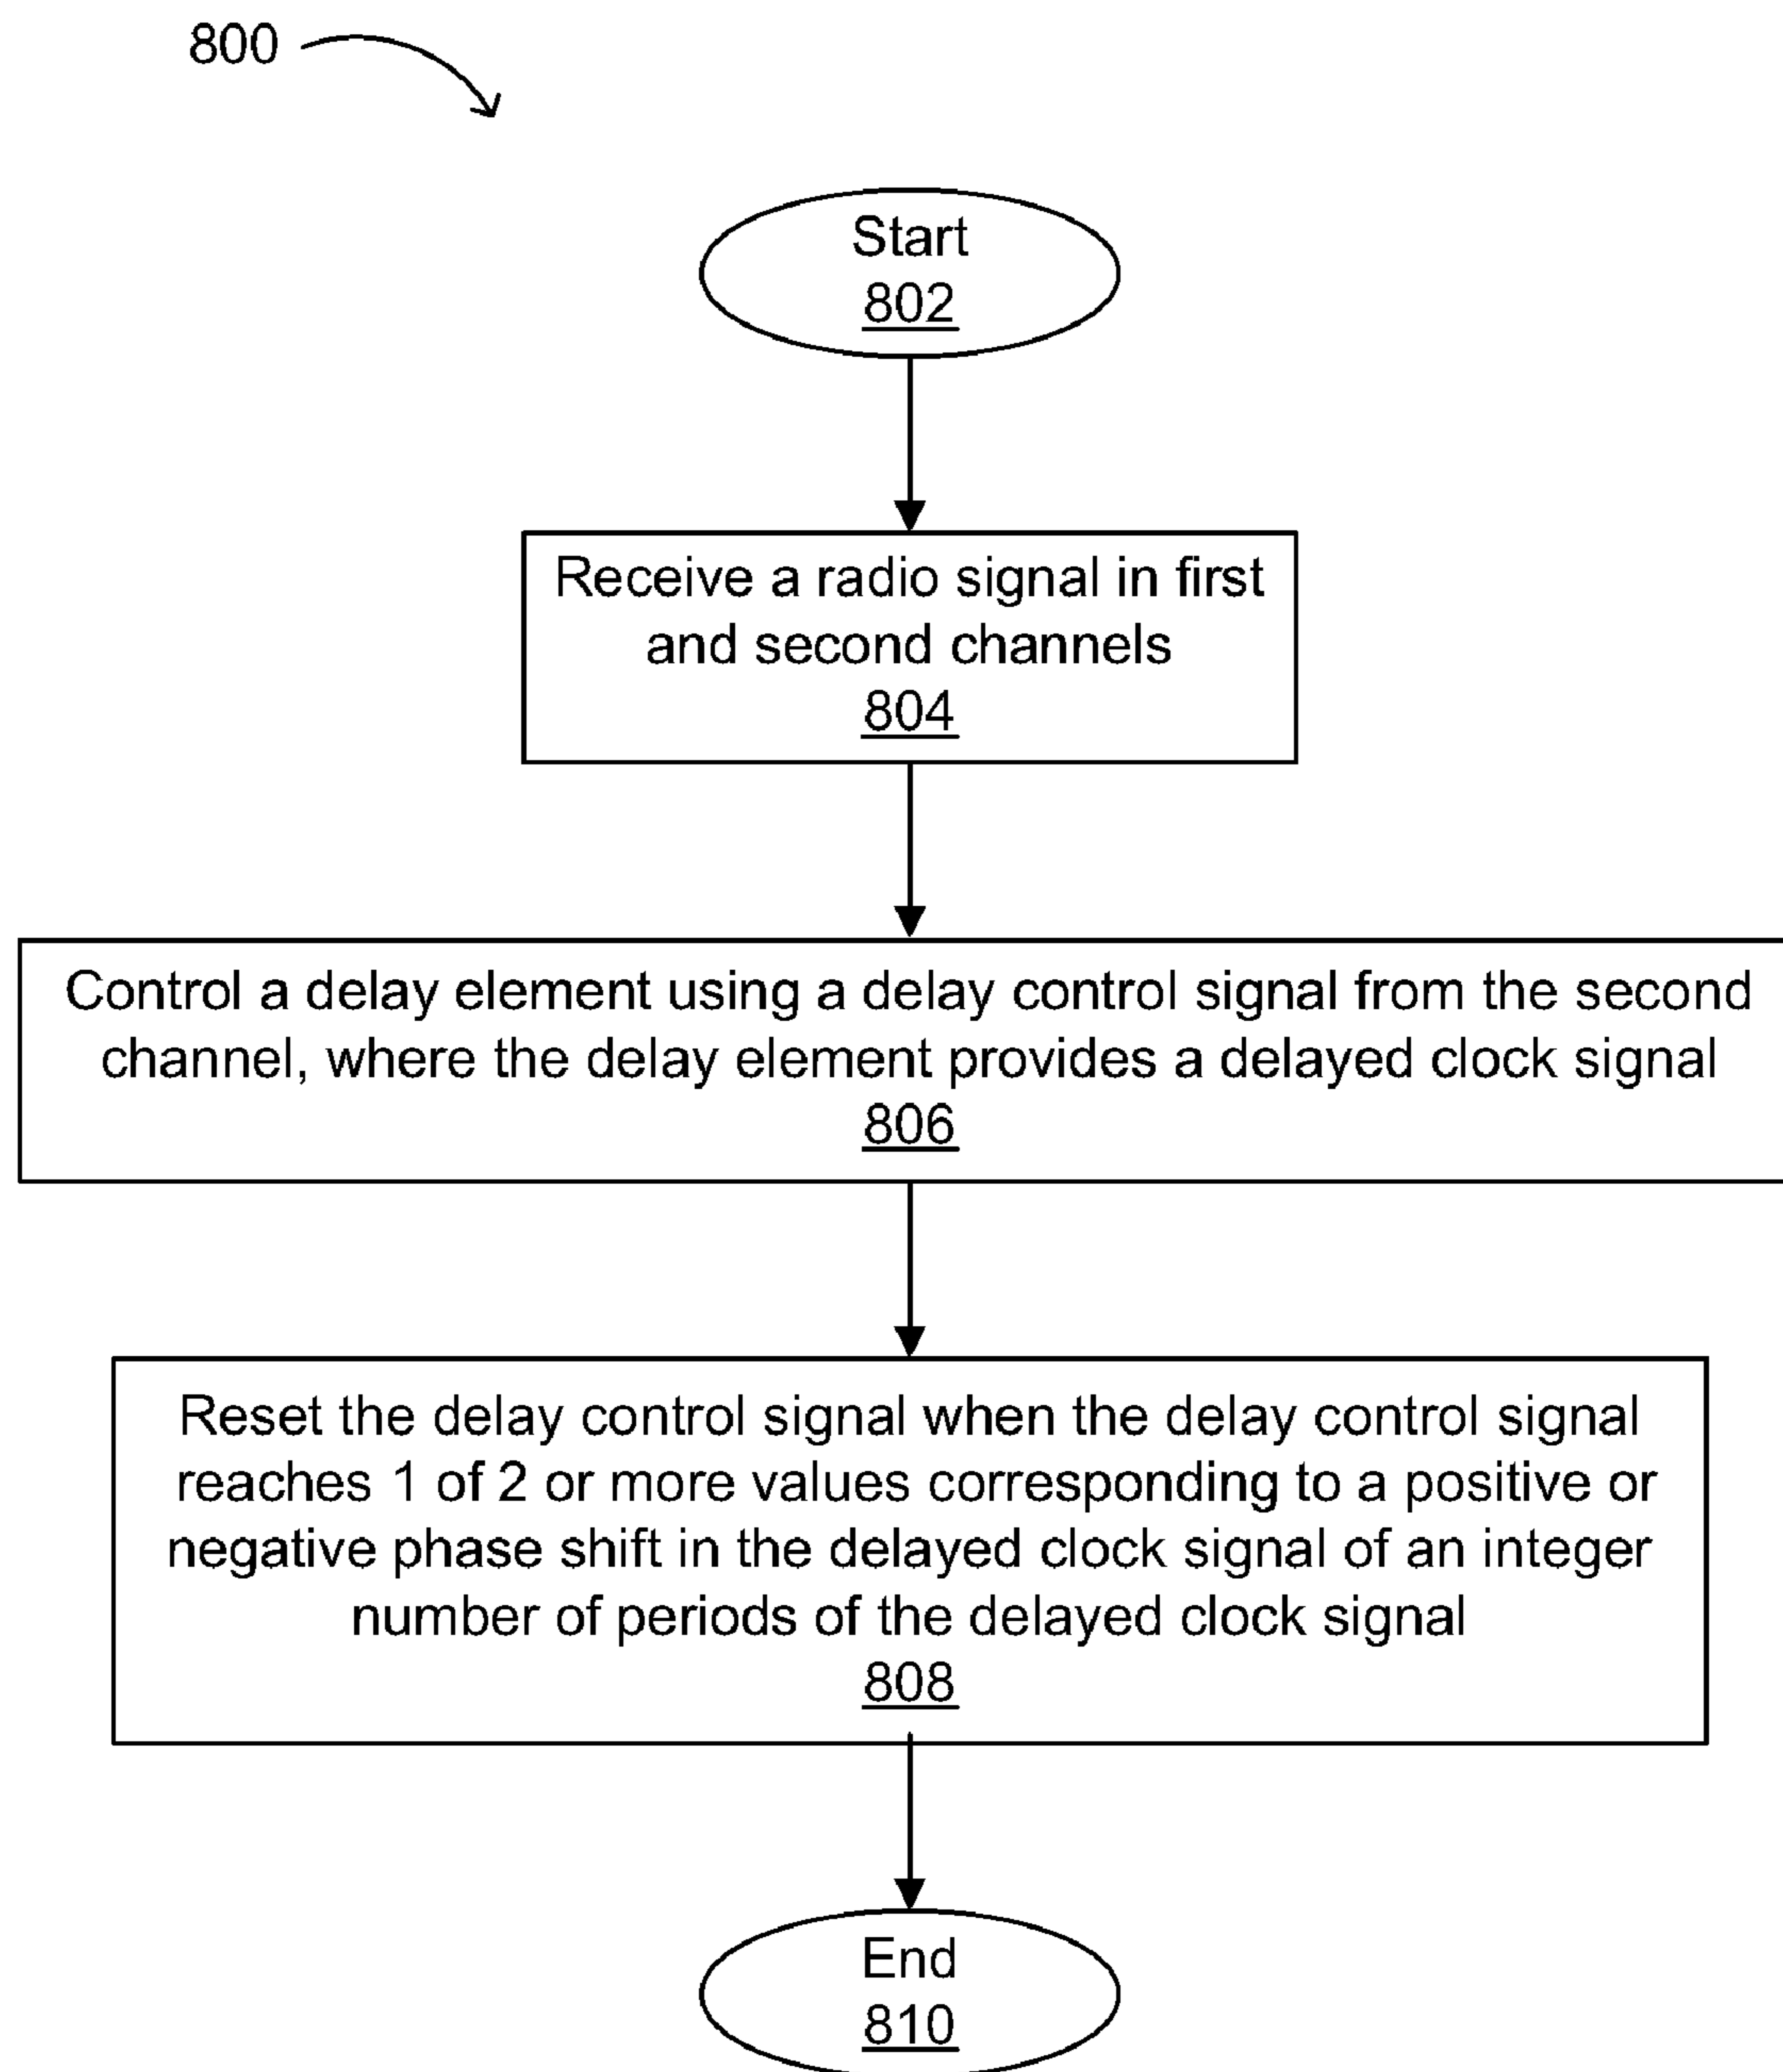 800
Start
802
Receive a radio signal in first
and second channels
804
Control a delay element using a delay control signal from the second
channel, where the delay element provides a delayed clock signal
806
Reset the delay control signal when the delay control signal
reaches 1 of 2 or more values corresponding to a positive or
negative phase shift in the delayed clock signal of an integer
number of periods of the delayed clock signal
808
End
810